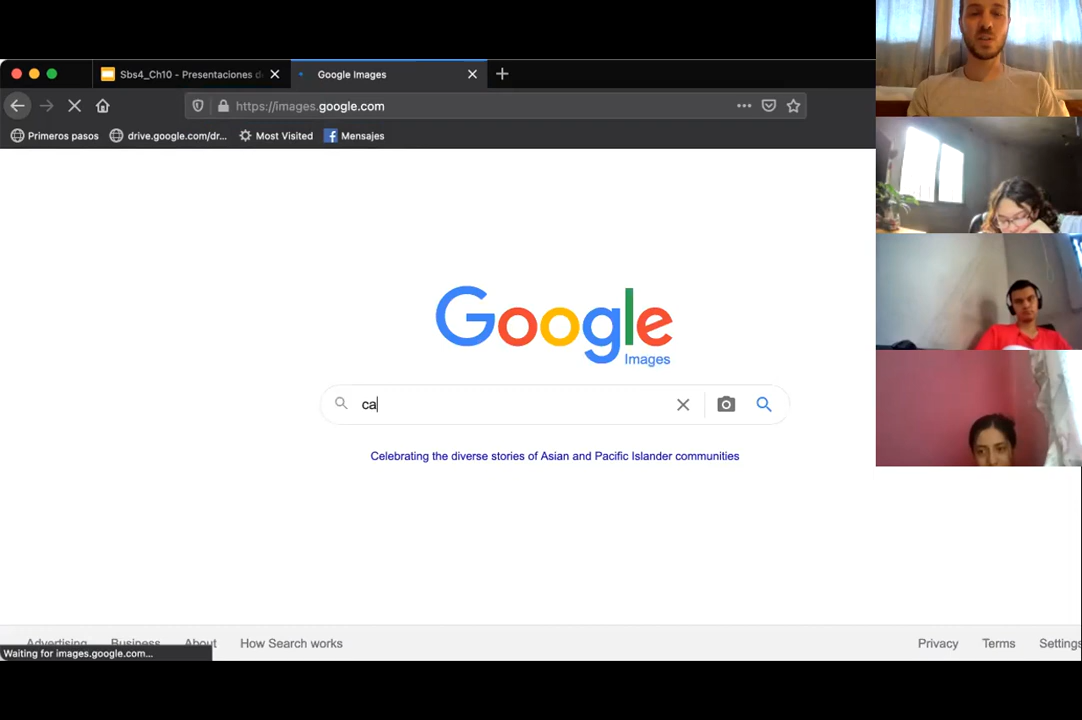 Sbs4_Ch10 - Presentaciones d
Google Images
https://images.google.com
Primeros pasos
drive.google.com/dr...
Most Visited
Mensajes
Google
Images
ca
Celebrating the diverse stories of Asian and Pacific Islander communities
Advertising Business About How Search works
Privacy Terms Settings
Waiting for images.google.com...